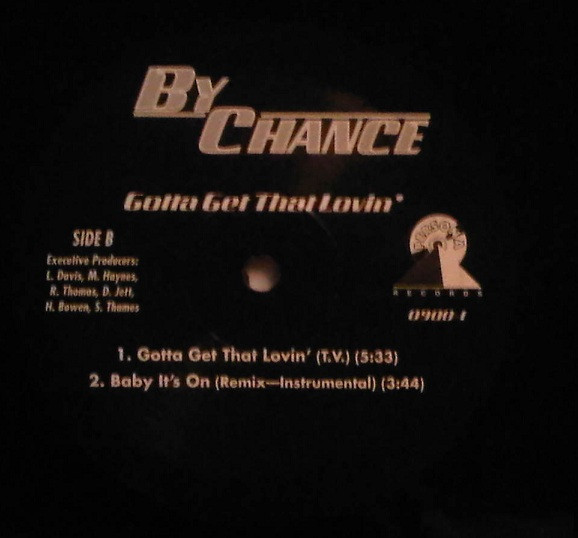 BY
CHANCE
Gotta Get That Lovin'
SIDE B
Executive Producers:
L. Davis, M. Haynes,
R. Thomas, D. Jett,
H. Bowen, S. Thomas
RECORDS
0900-1
1. Gotta Get That Lovin' (T.V.) (5:33)
2. Baby It's On (Remix—Instrumental) (3:44)